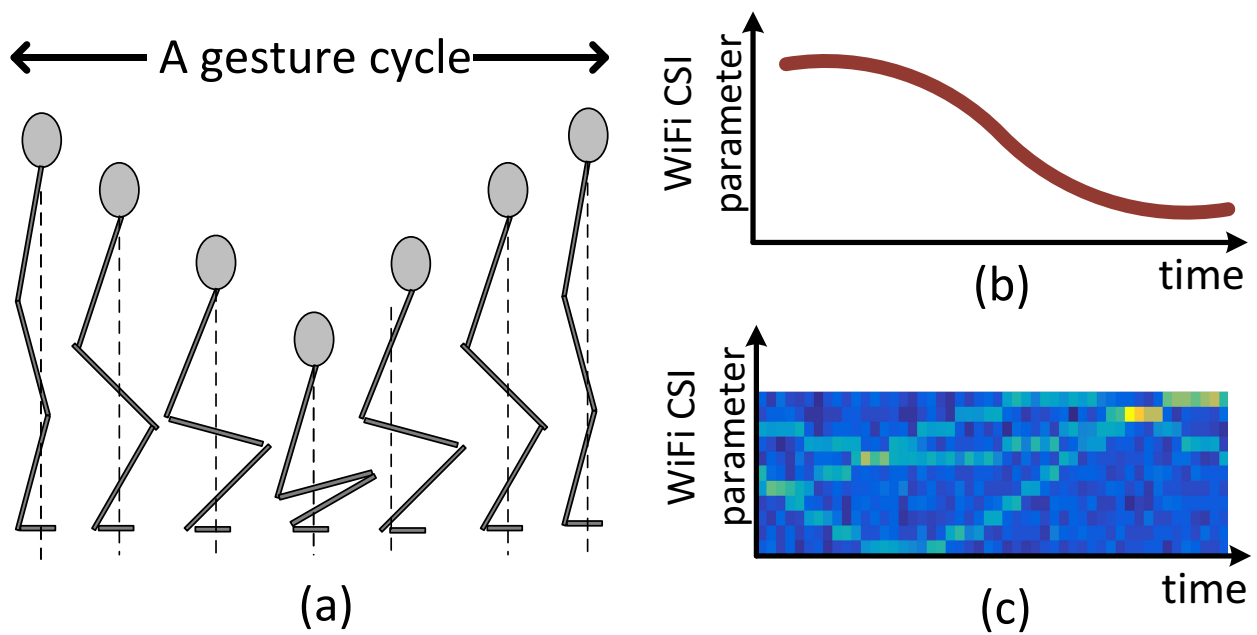 A gesture cycle
(a)
WiFi CSI
parameter
time
(b)
WiFi CSI
parameter
time
(c)